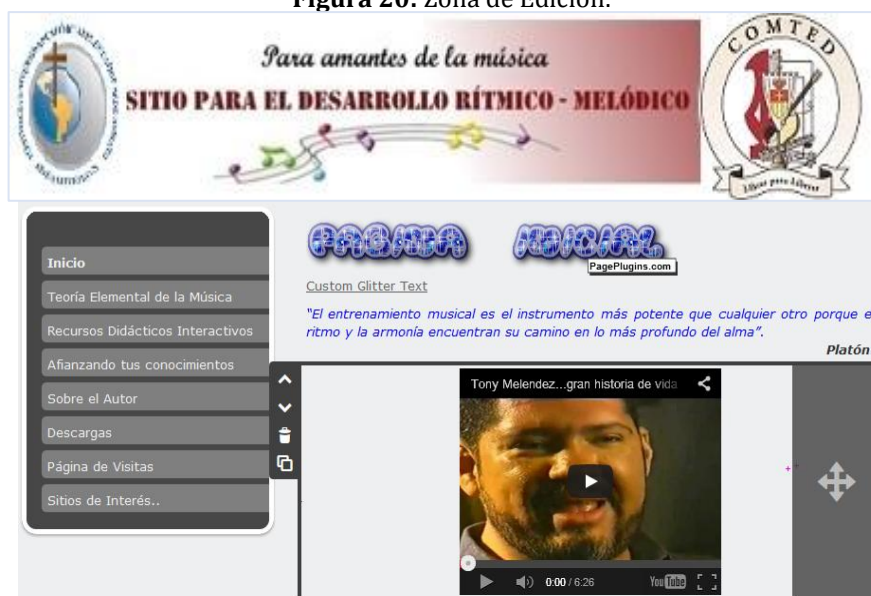 Figura 20. Zona de Edición.
COMTED
Para amantes de la música
SITIO PARA EL DESARROLLO RÍTMICO - MELÓDICO
PAGINA INICIAL
PagePlugins.com
Inicio
Teoría Elemental de la Música
Recursos Didácticos Interactivos
Afianzando tus conocimientos
Sobre el Autor
Descargas
Página de Visitas
Sitios de Interés..
Custom Glitter Text
"El entrenamiento musical es el instrumento más potente que cualquier otro porque e
ritmo y la armonía encuentran su camino en lo más profundo del alma".
Platón
Tony Melendez...gran historia de vida
0:00 / 6:26
YouTube